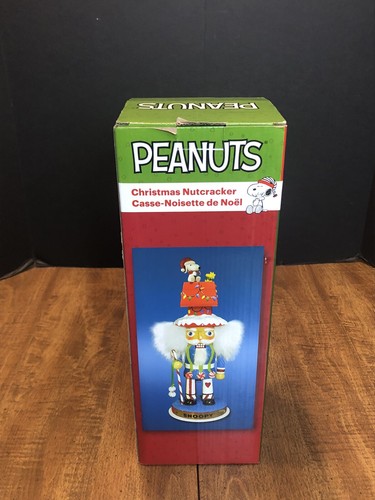 PEANUTS
PEANUTS
Christmas Nutcracker
Casse-Noisette de Noël
SNOOPY